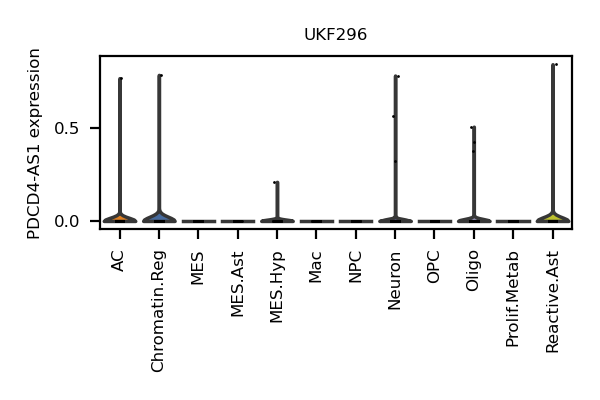 UKF296
PDCD4-AS1 expression
0.5
0.0
AC
Chromatin.Reg
MES
MES.Ast
MES.Hyp
Mac
NPC
Neuron
OPC
Oligo
Prolif.Metab
Reactive.Ast